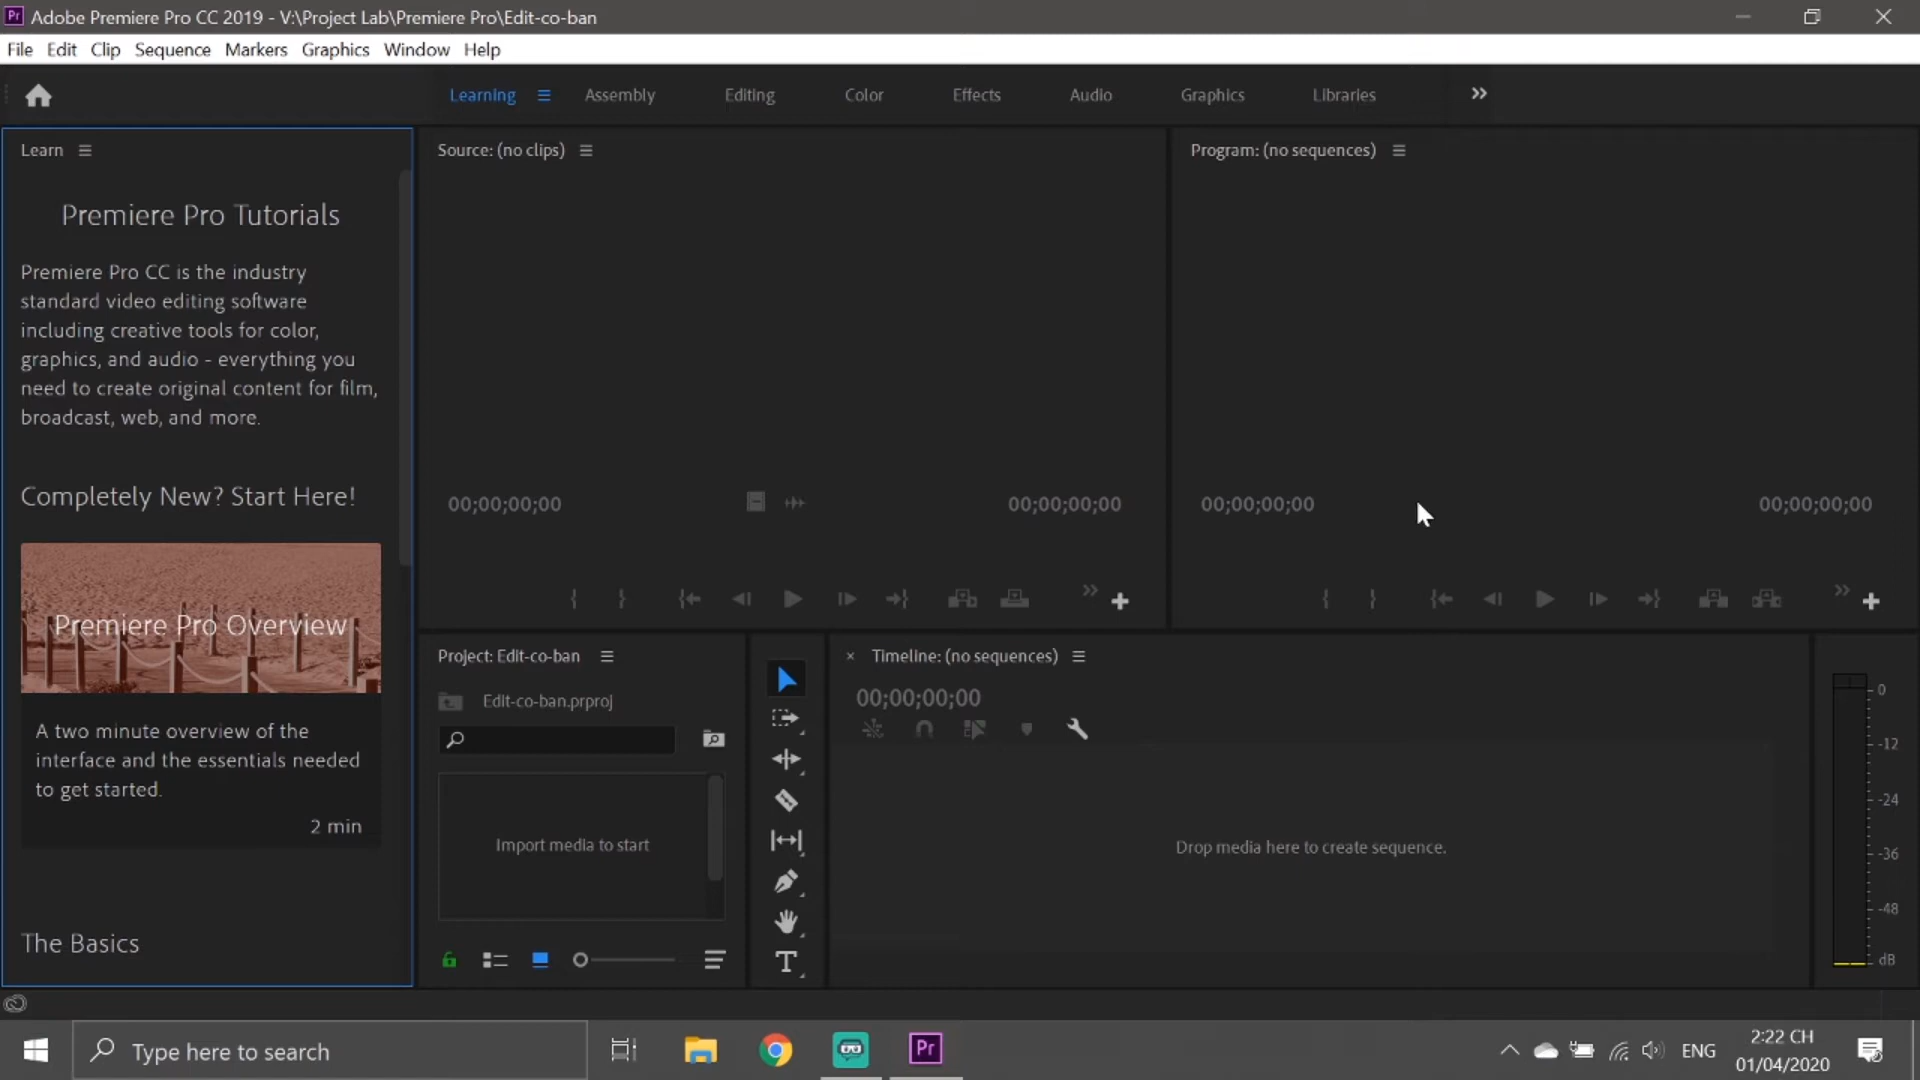 Pr Adobe Premiere Pro CC 2019 - V:\Project Lab\Premiere Pro\Edit-co-ban
File Edit Clip Sequence Markers Graphics Window Help
Learning Assembly Editing Color Effects Audio Graphics Libraries
Learn
Source: (no clips)
Program: (no sequences)
Premiere Pro Tutorials
Premiere Pro CC is the industry
standard video editing software
including creative tools for color,
graphics, and audio - everything you
need to create original content for film,
broadcast, web, and more.
Completely New? Start Here!
Premiere Pro Overview
A two minute overview of the
interface and the essentials needed
to get started.
2 min
The Basics
00;00;00;00
00;00;00;00
00;00;00;00
00;00;00;00
Project: Edit-co-ban
Edit-co-ban.prproj
Import media to start
T
Timeline: (no sequences)
00;00;00;00
Drop media here to create sequence.
0
-12
-24
-36
-48
dB
Type here to search
Pr
ENG
2:22 CH
01/04/2020